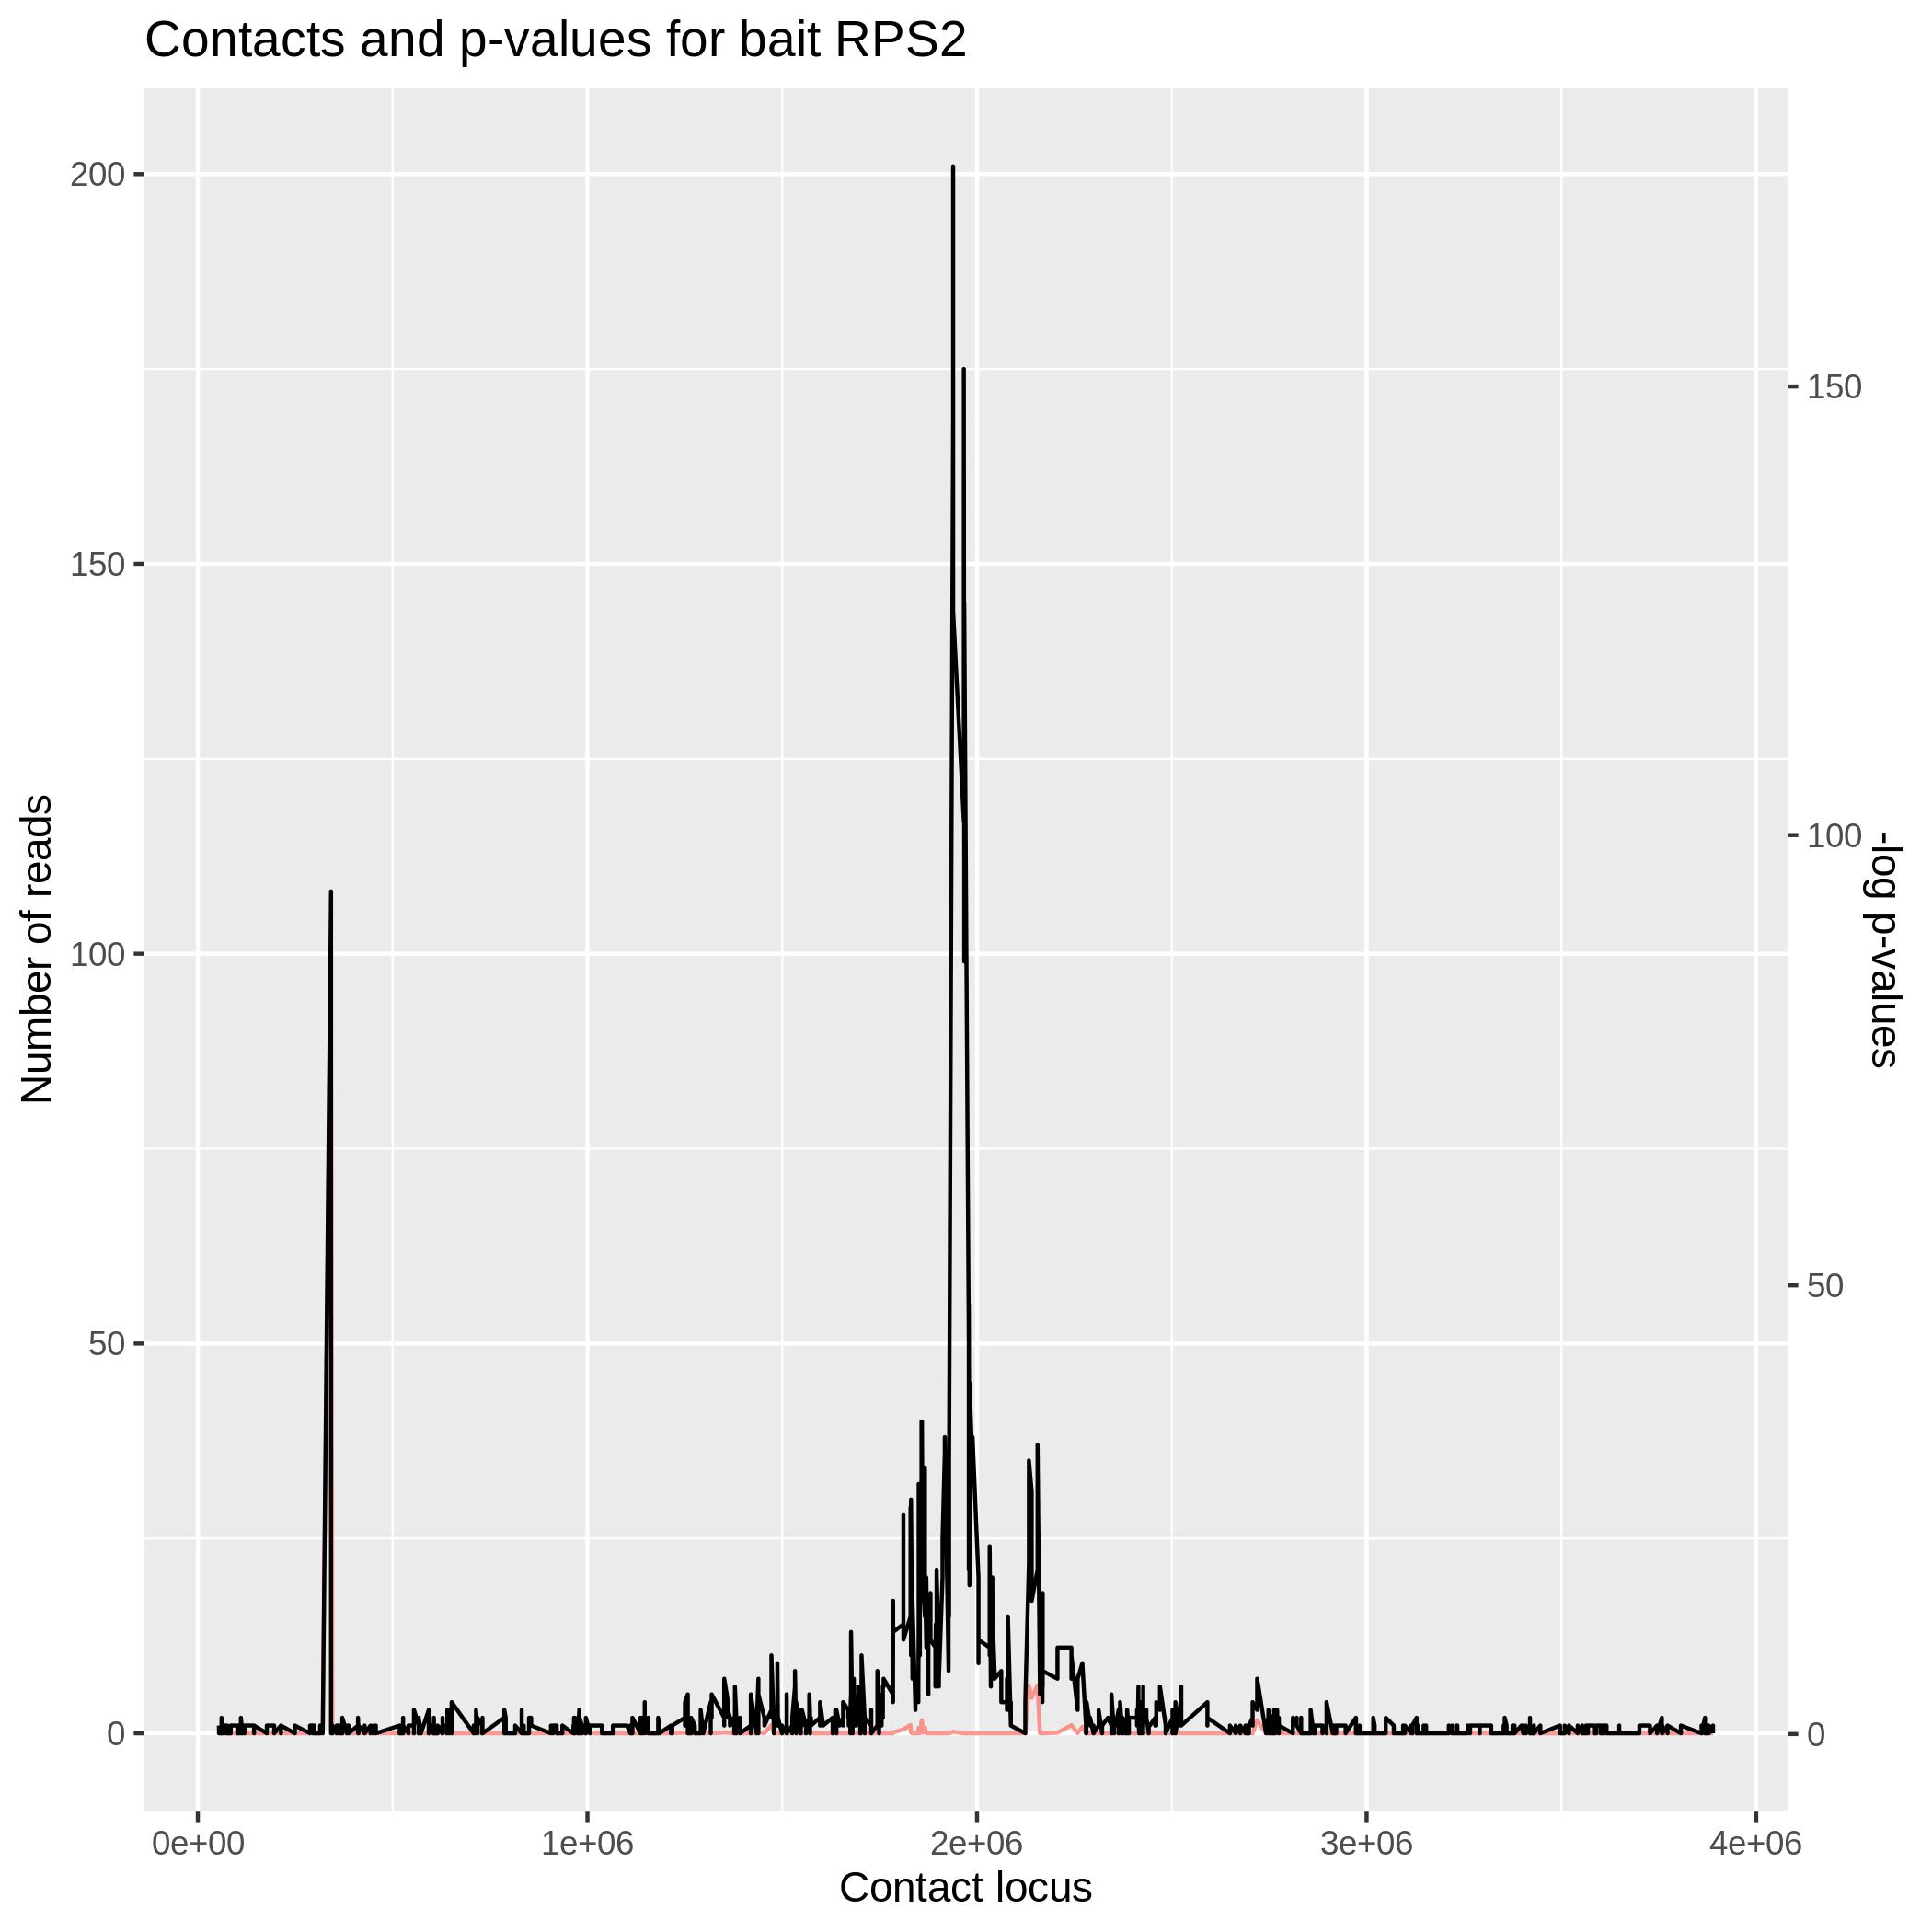 Contacts and p-values for bait RPS2
200
150
100
50
0
Number of reads
150
100
50
0
-log p-values
0e+00
1e+06
2e+06
3e+06
4e+06
Contact locus